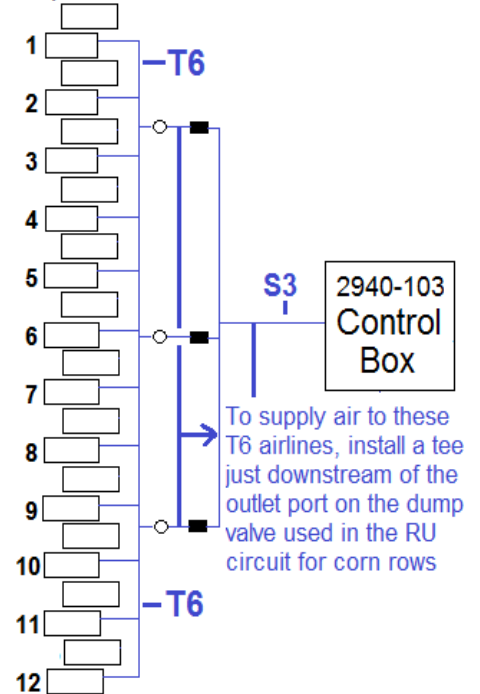 1
T6
2
3
4
5
S3
2940-103
Control
Box
6
7
To supply air to these
T6 airlines, install a tee
just downstream of the
outlet port on the dump
valve used in the RU
circuit for corn rows
8
9
10
T6
11
12